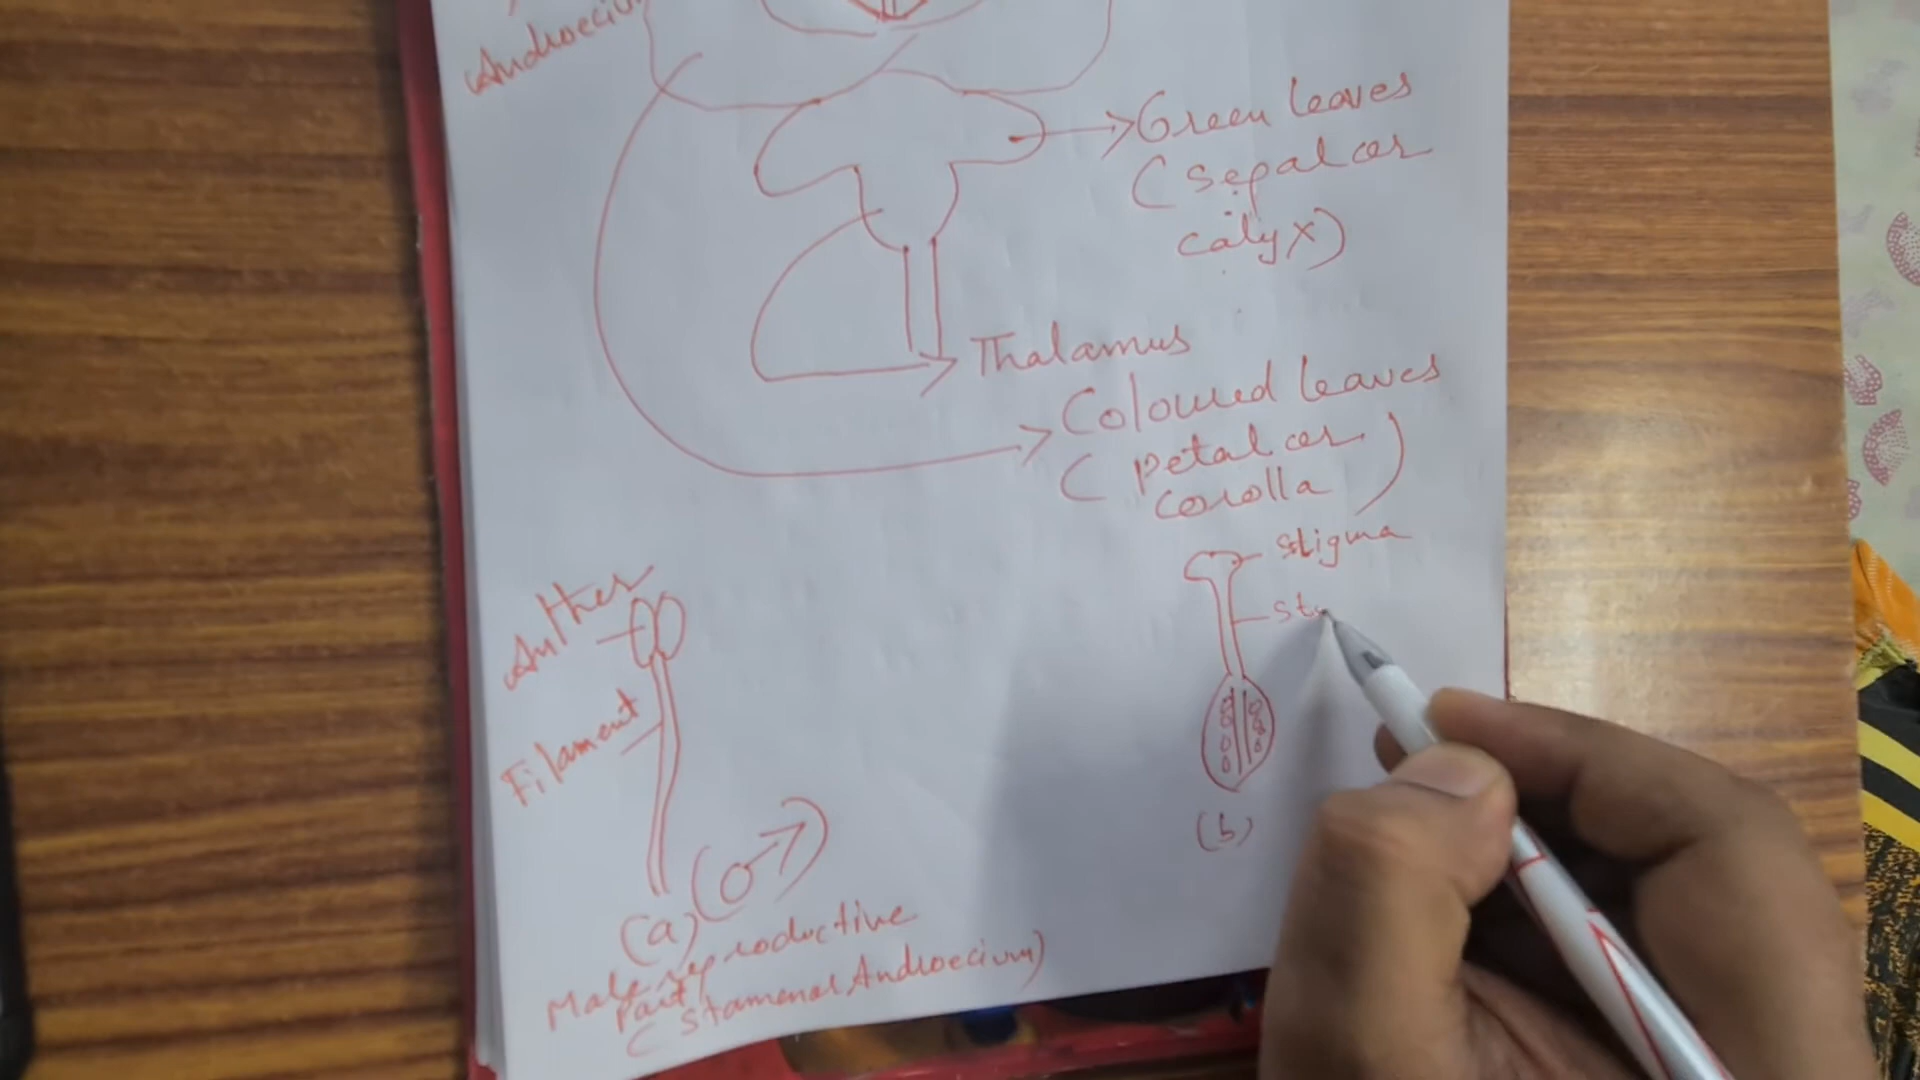 Androecium
Green leaves
( sepal or
calyx)
Thalamus
Coloured leaves
( petal or
corolla )
stigma
sty
Anther
Filament
(b)
(a) (♂)
Male reproductive
part
( Stamen or Androecium)